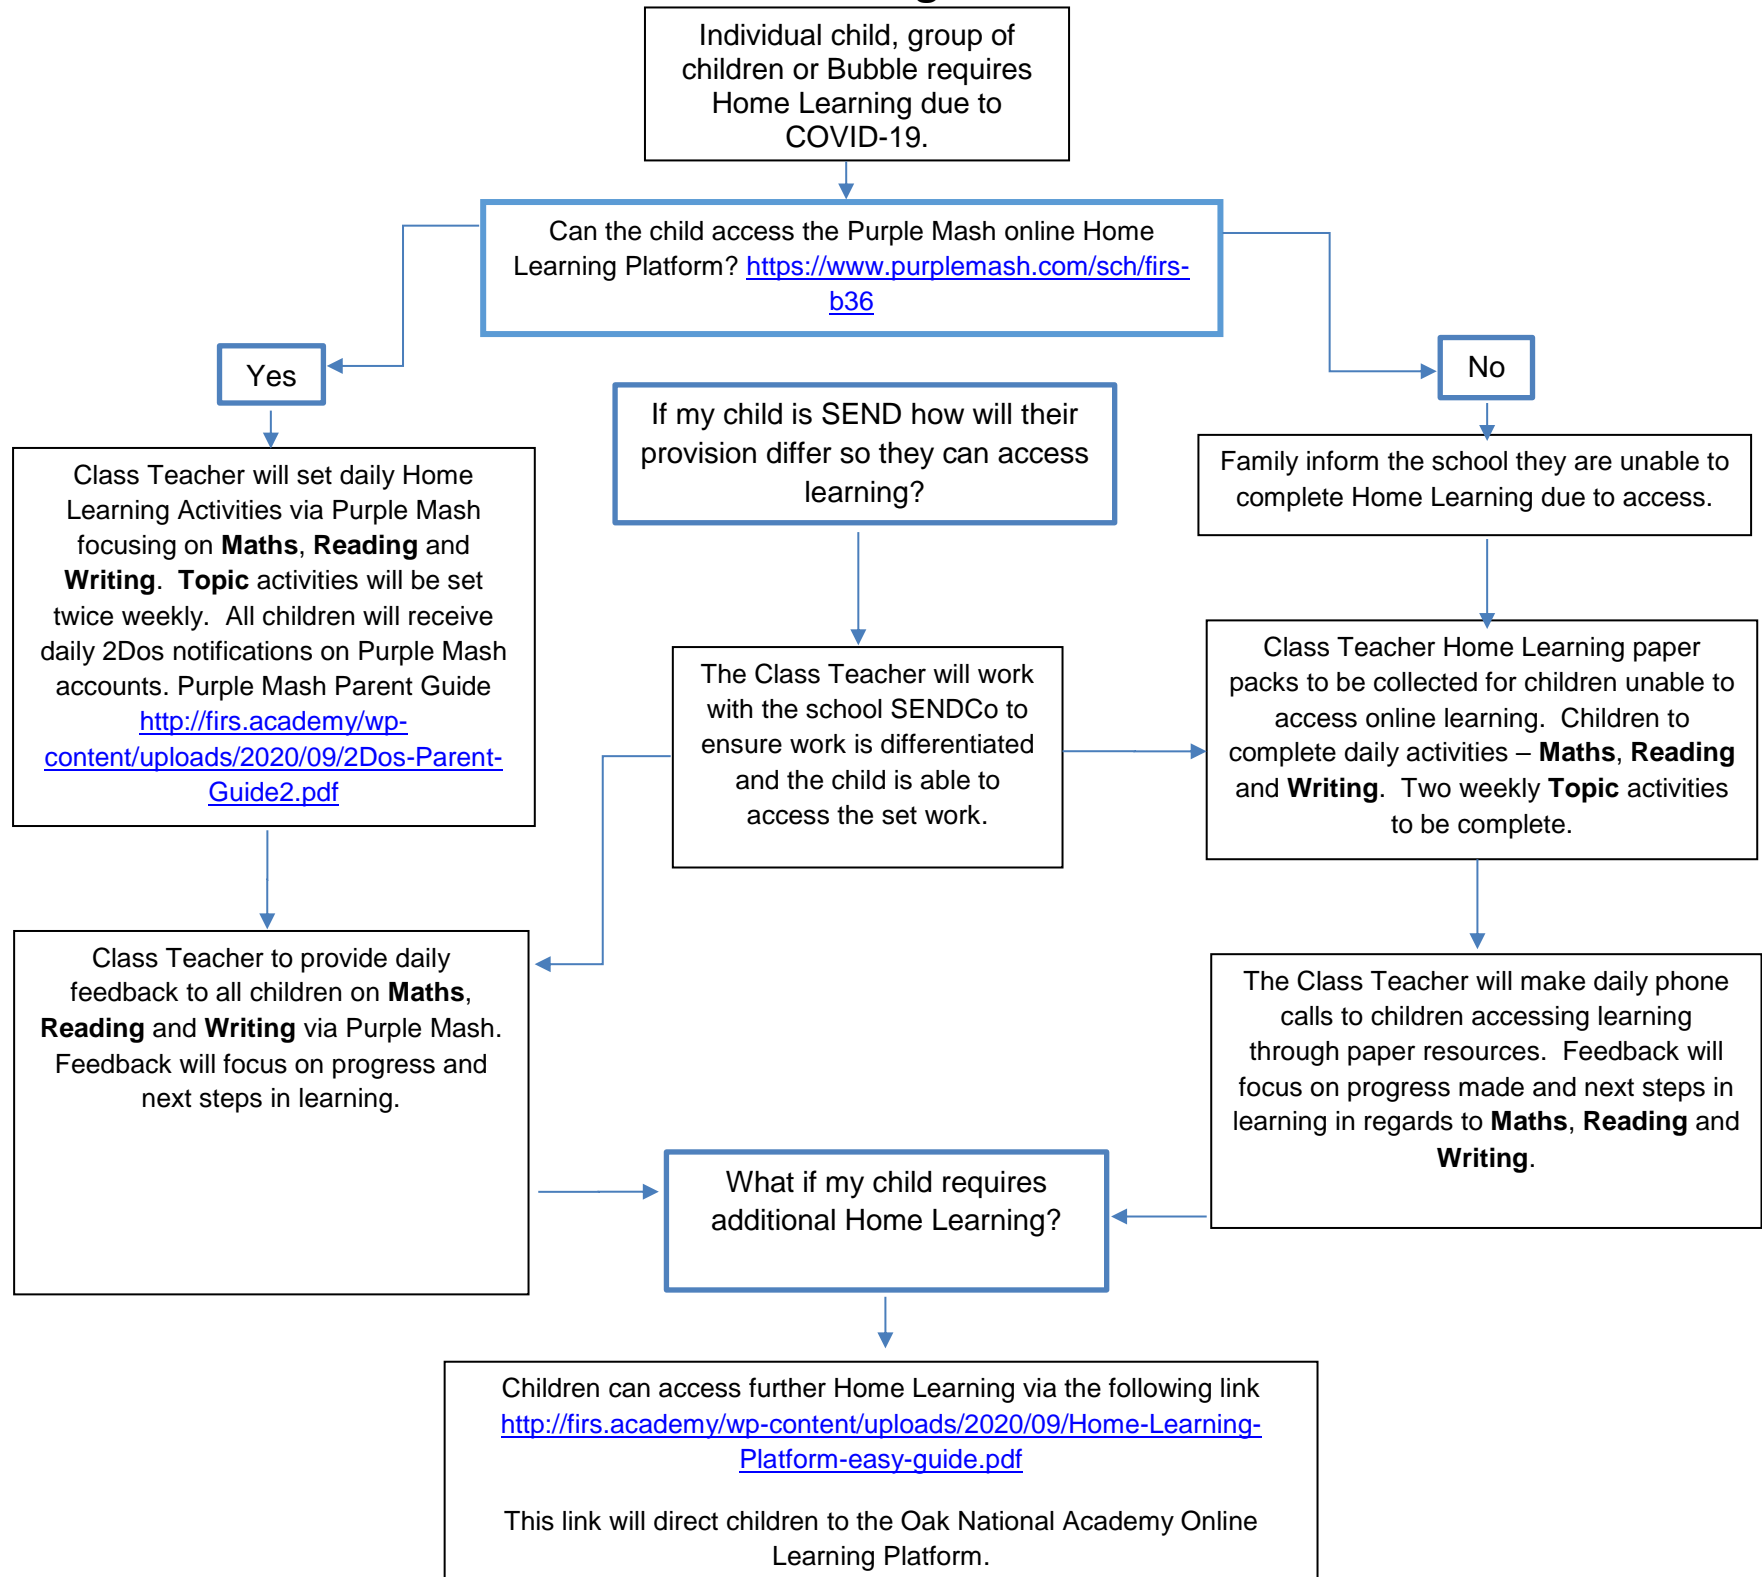 Individual child, group of
children or Bubble requires
Home Learning due to
COVID-19.
Can the child access the Purple Mash online Home
Learning Platform? https://www.purplemash.com/sch/firs-
b36
Yes
No
If my child is SEND how will their
provision differ so they can access
learning?
Class Teacher will set daily Home
Learning Activities via Purple Mash
focusing on Maths, Reading and
Writing. Topic activities will be set
twice weekly. All children will receive
daily 2Dos notifications on Purple Mash
accounts. Purple Mash Parent Guide
http://firs.academy/wp-
content/uploads/2020/09/2Dos-Parent-
Guide2.pdf
Family inform the school they are unable to
complete Home Learning due to access.
The Class Teacher will work
with the school SENDCo to
ensure work is differentiated
and the child is able to
access the set work.
Class Teacher Home Learning paper
packs to be collected for children unable to
access online learning. Children to
complete daily activities – Maths, Reading
and Writing. Two weekly Topic activities
to be complete.
Class Teacher to provide daily
feedback to all children on Maths,
Reading and Writing via Purple Mash.
Feedback will focus on progress and
next steps in learning.
The Class Teacher will make daily phone
calls to children accessing learning
through paper resources. Feedback will
focus on progress made and next steps in
learning in regards to Maths, Reading and
Writing.
What if my child requires
additional Home Learning?
Children can access further Home Learning via the following link
http://firs.academy/wp-content/uploads/2020/09/Home-Learning-
Platform-easy-guide.pdf
This link will direct children to the Oak National Academy Online
Learning Platform.